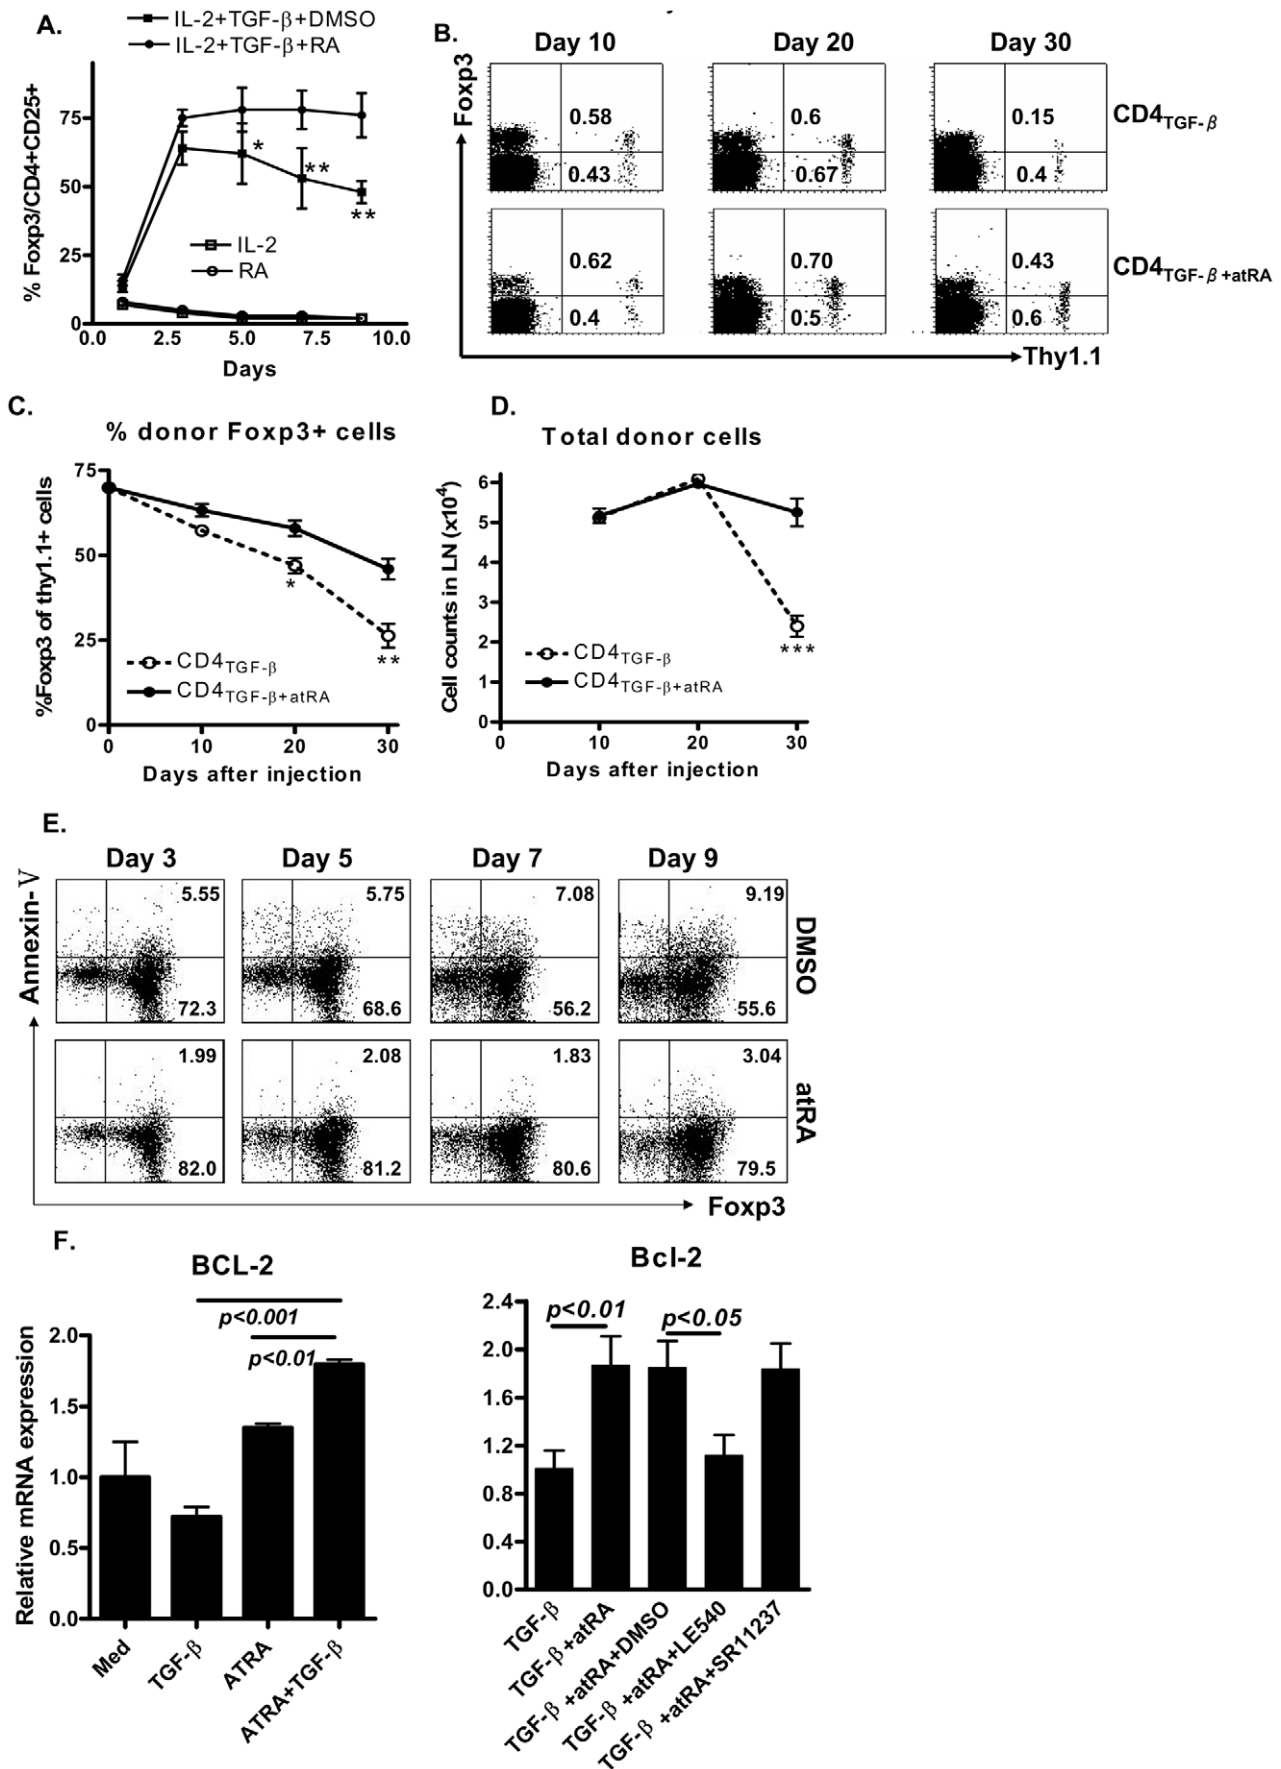 A.
IL-2+TGF-β+DMSO
IL-2+TGF-β+RA
% Foxp3/CD4+CD25+
75
50
25
0
*
**
**
IL-2
RA
0.0 2.5 5.0 7.5 10.0
Days
B.
Day 10 Day 20 Day 30
Foxp3
0.58 0.6 0.15
0.43 0.67 0.4
CD4TGF-β
0.62 0.70 0.43
0.4 0.5 0.6
CD4TGF-β+atRA
Thy1.1
C.
% donor Foxp3+ cells
%Foxp3 of thy1.1+ cells
75
50
25
0
*
**
CD4TGF-β
CD4TGF-β+atRA
0 10 20 30
Days after injection
D.
Total donor cells
Cell counts in LN (x10⁴)
6
5
4
3
2
1
0
***
CD4TGF-β
CD4TGF-β+atRA
0 10 20 30
Days after injection
E.
Day 3 Day 5 Day 7 Day 9
Annexin-V
5.55 5.75 7.08 9.19
72.3 68.6 56.2 55.6
DMSO
1.99 2.08 1.83 3.04
82.0 81.2 80.6 79.5
atRA
Foxp3
F.
BCL-2
Relative mRNA expression
p<0.001
p<0.01
2.0
1.5
1.0
0.5
0.0
Med
TGF-β
ATRA
ATRA+TGF-β
Bcl-2
p<0.01
p<0.05
2.4
2.0
1.6
1.2
0.8
0.4
0.0
TGF-β
TGF-β +atRA
TGF-β +atRA+DMSO
TGF-β +atRA+LE540
TGF-β +atRA+SR11237